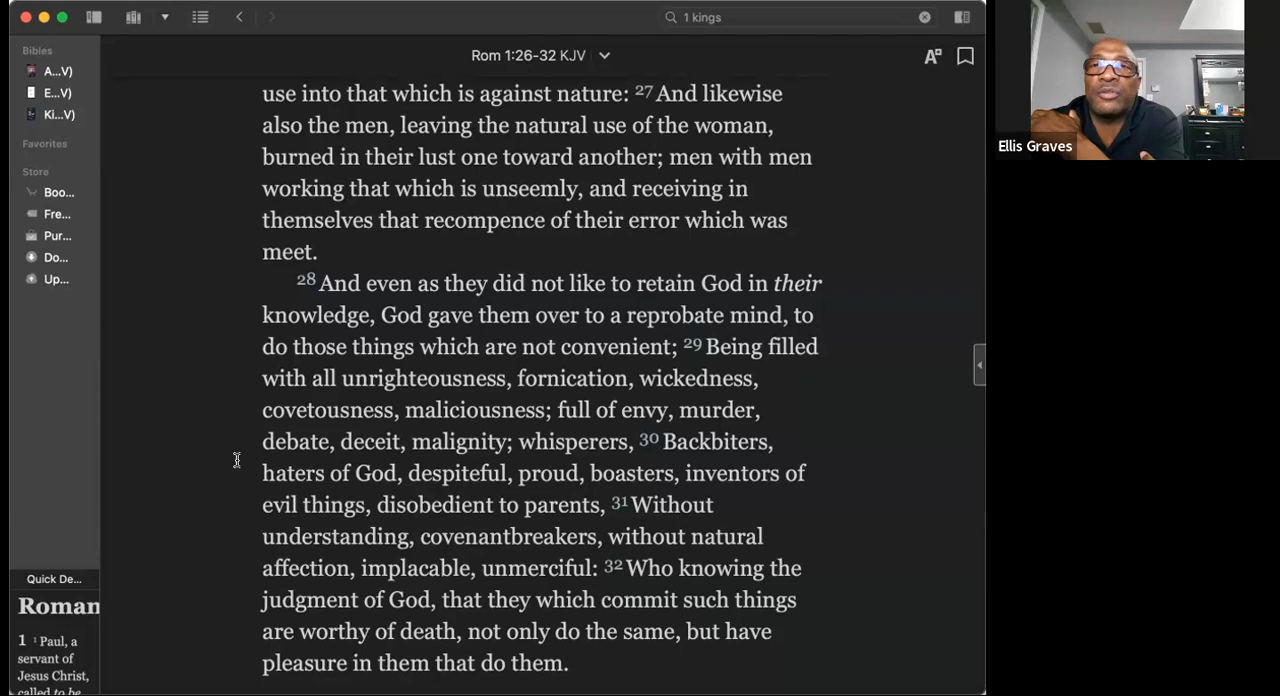 1 kings
Bibles
A...V)
E...V)
Ki...V)
Favorites
Store
Boo...
Fre...
Pur...
Do...
Up...
Quick De...
Roman
1 ¹ Paul, a
servant of
Jesus Christ,
called to be
Rom 1:26-32 KJV
use into that which is against nature: 27 And likewise
also the men, leaving the natural use of the woman,
burned in their lust one toward another; men with men
working that which is unseemly, and receiving in
themselves that recompence of their error which was
meet.
28 And even as they did not like to retain God in their
knowledge, God gave them over to a reprobate mind, to
do those things which are not convenient; 29 Being filled
with all unrighteousness, fornication, wickedness,
covetousness, maliciousness; full of envy, murder,
debate, deceit, malignity; whisperers, 30 Backbiters,
haters of God, despiteful, proud, boasters, inventors of
evil things, disobedient to parents, 31 Without
understanding, covenantbreakers, without natural
affection, implacable, unmerciful: 32 Who knowing the
judgment of God, that they which commit such things
are worthy of death, not only do the same, but have
pleasure in them that do them.
Ellis Graves